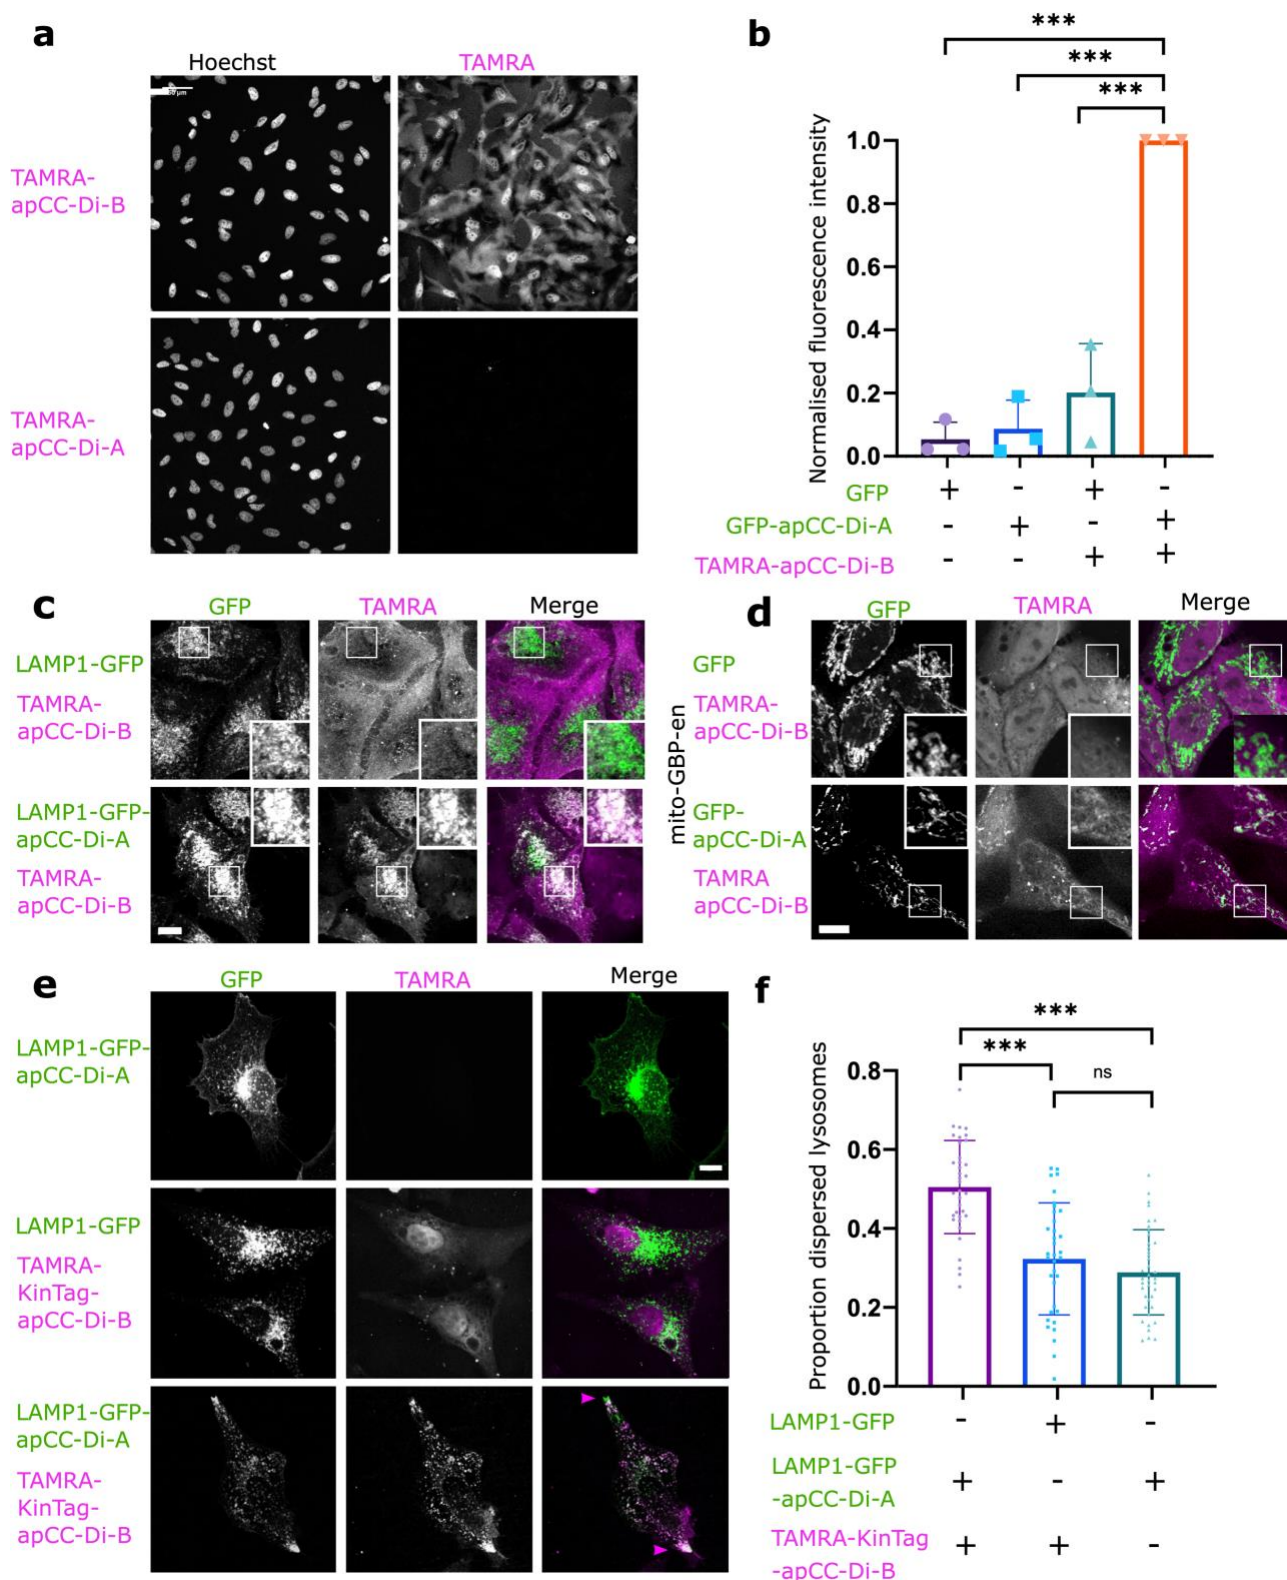 a
Hoechst
TAMRA
TAMRA-
apCC-Di-B
TAMRA-
apCC-Di-A
b
***
***
***
Normalised fluorescence intensity
1.0
0.8
0.6
0.4
0.2
0.0
GFP + - + -
GFP-apCC-Di-A - + - +
TAMRA-apCC-Di-B - - + +
c
GFP
TAMRA
Merge
LAMP1-GFP
TAMRA-
apCC-Di-B
LAMP1-GFP-
apCC-Di-A
TAMRA-
apCC-Di-B
d
GFP
TAMRA
Merge
mito-GBP-en
GFP
TAMRA-
apCC-Di-B
GFP-
apCC-Di-A
TAMRA
apCC-Di-B
e
GFP
TAMRA
Merge
LAMP1-GFP-
apCC-Di-A
LAMP1-GFP
TAMRA-
KinTag-
apCC-Di-B
LAMP1-GFP-
apCC-Di-A
TAMRA-
KinTag-
apCC-Di-B
f
***
***
ns
Proportion dispersed lysosomes
0.8
0.6
0.4
0.2
0.0
LAMP1-GFP - + -
LAMP1-GFP
-apCC-Di-A + - +
TAMRA-KinTag + + -
-apCC-Di-B